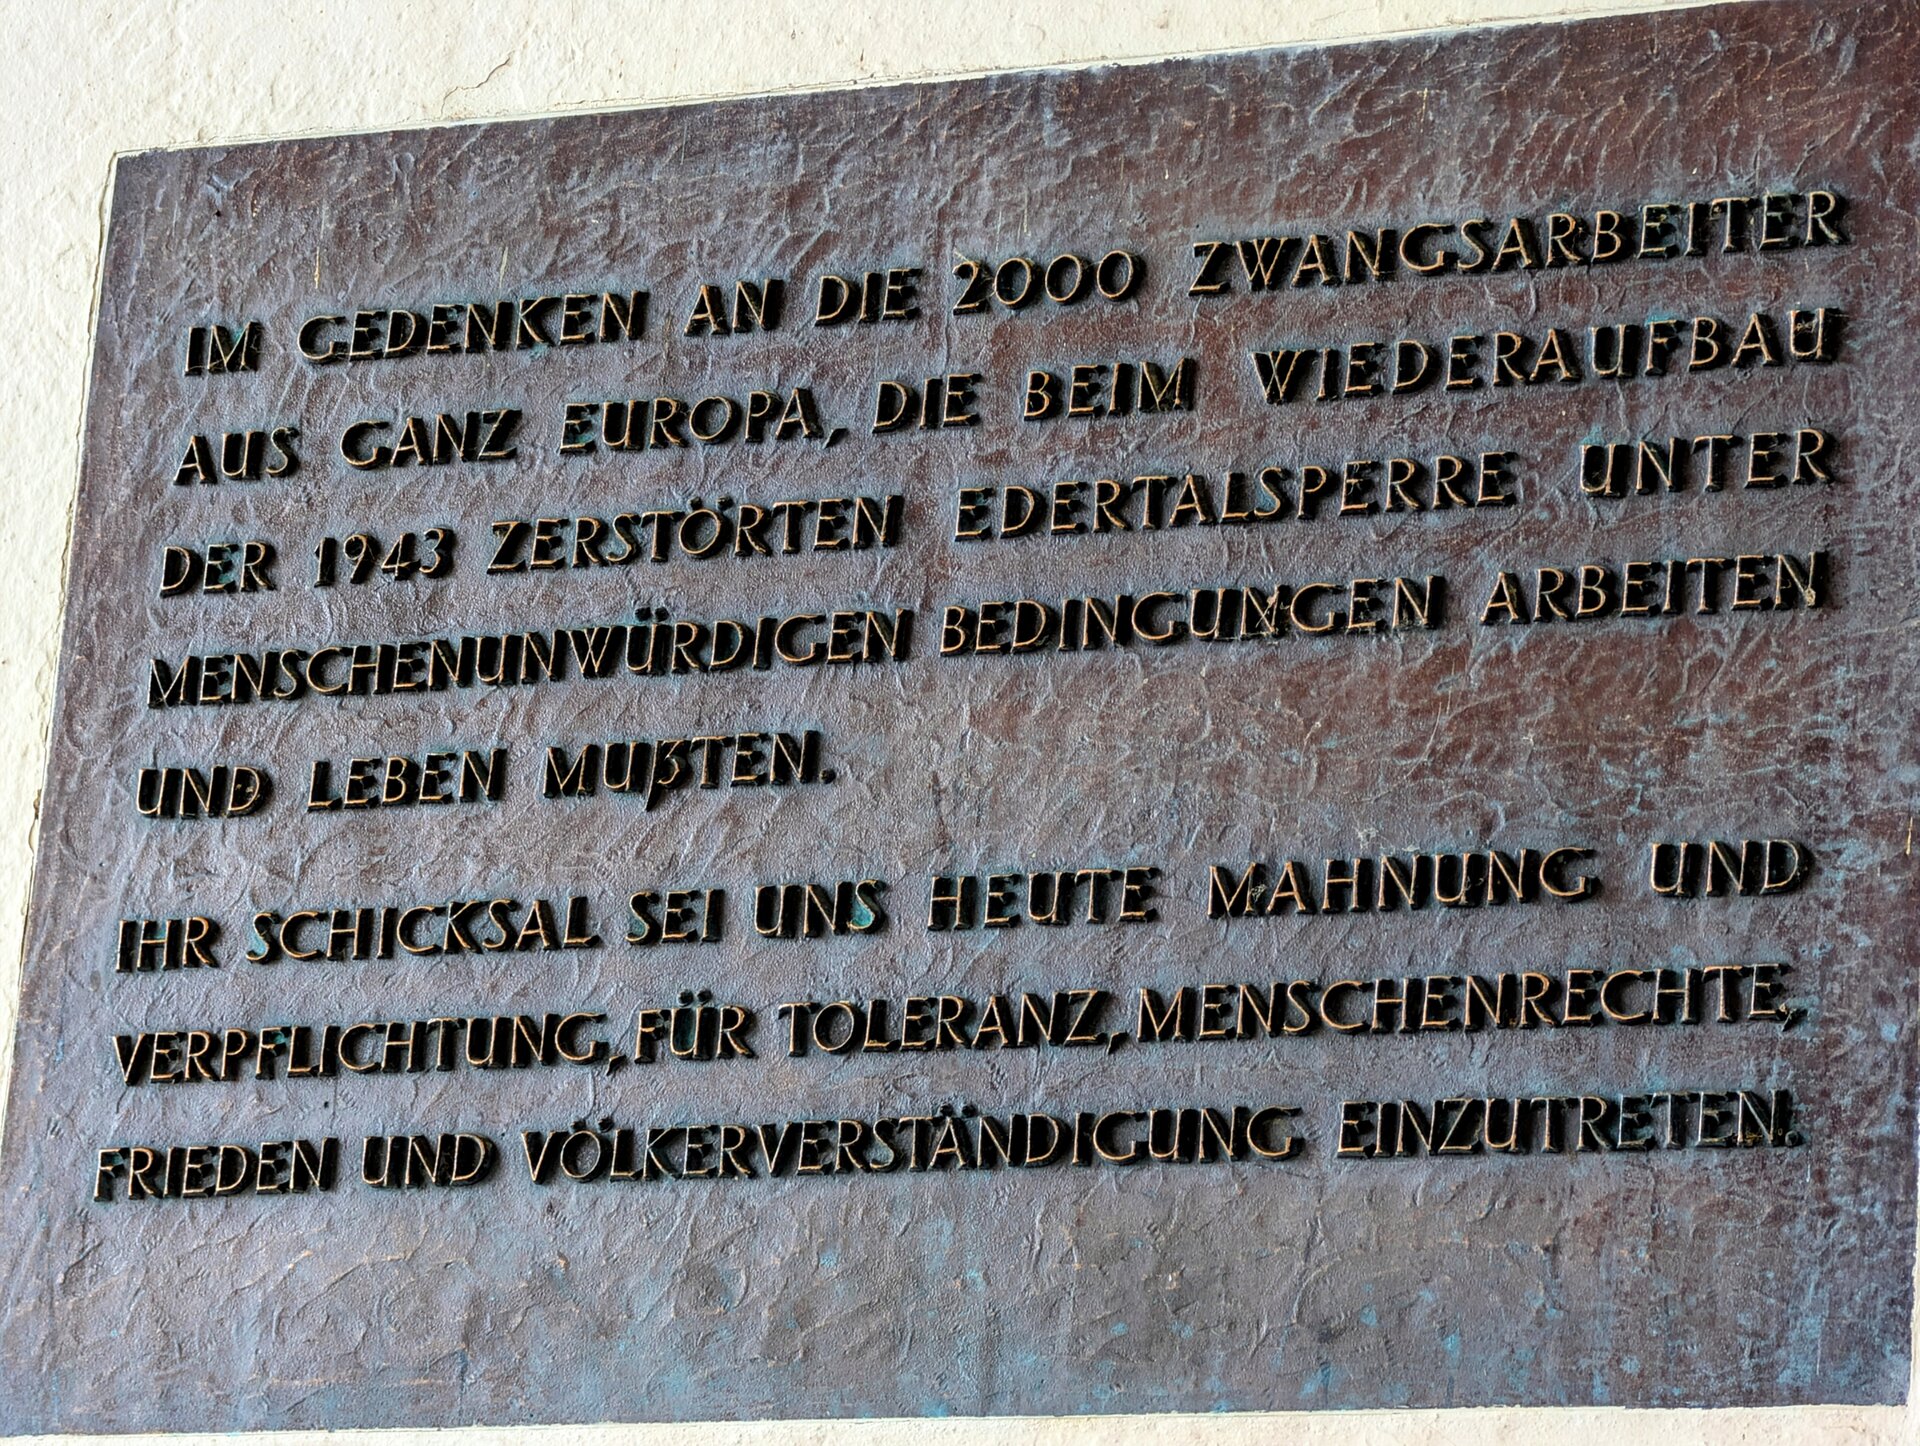 IM GEDENKEN AN DIE 2000 ZWANGSARBEITER
AUS GANZ EUROPA, DIE BEIM WIEDERAUFBAU
DER 1943 ZERSTÖRTEN EDERTALSPERRE UNTER
MENSCHENUNWÜRDIGEN BEDINGUNGEN ARBEITEN
UND LEBEN MUßTEN.
IHR SCHICKSAL SEI UNS HEUTE MAHNUNG UND
VERPFLICHTUNG, FÜR TOLERANZ, MENSCHENRECHTE,
FRIEDEN UND VÖLKERVERSTÄNDIGUNG EINZUTRETEN.